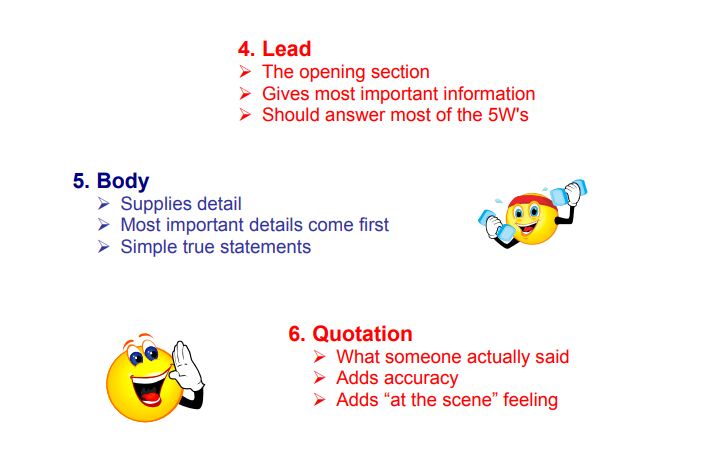 4. Lead
➢ The opening section
➢ Gives most important information
➢ Should answer most of the 5W's
5. Body
➢ Supplies detail
➢ Most important details come first
➢ Simple true statements
6. Quotation
➢ What someone actually said
➢ Adds accuracy
➢ Adds “at the scene” feeling